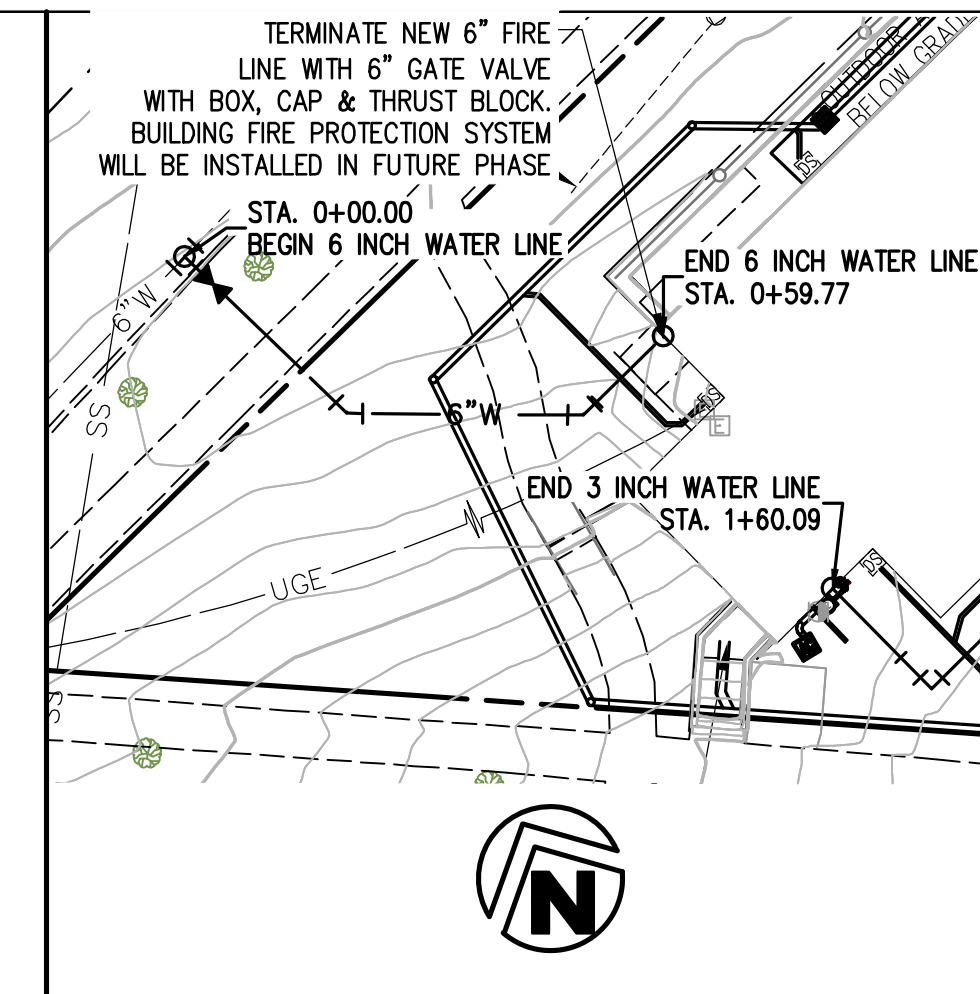 TERMINATE NEW 6" FIRE
LINE WITH 6" GATE VALVE
WITH BOX, CAP & THRUST BLOCK.
BUILDING FIRE PROTECTION SYSTEM
WILL BE INSTALLED IN FUTURE PHASE
OUTDOOR
BELOW GRAD
DS
STA. 0+00.00
BEGIN 6 INCH WATER LINE
END 6 INCH WATER LINE
STA. 0+59.77
6"W
SS
6"W
DS
E
END 3 INCH WATER LINE
STA. 1+60.09
UGE
DS
SS
N